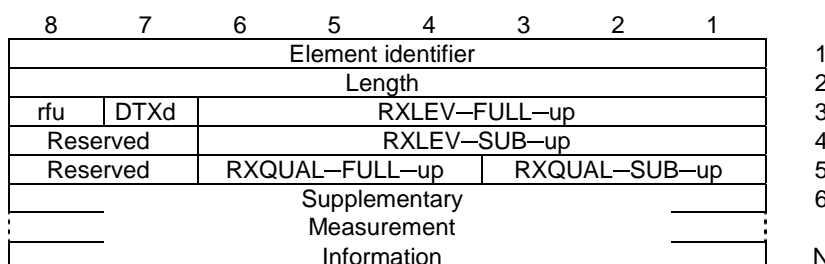 8 7 6 5 4 3 2 1
Element identifier 1
Length 2
rfu DTXd RXLEV–FULL–up 3
Reserved RXLEV–SUB–up 4
Reserved RXQUAL–FULL–up RXQUAL–SUB–up 5
Supplementary 6
Measurement
Information N